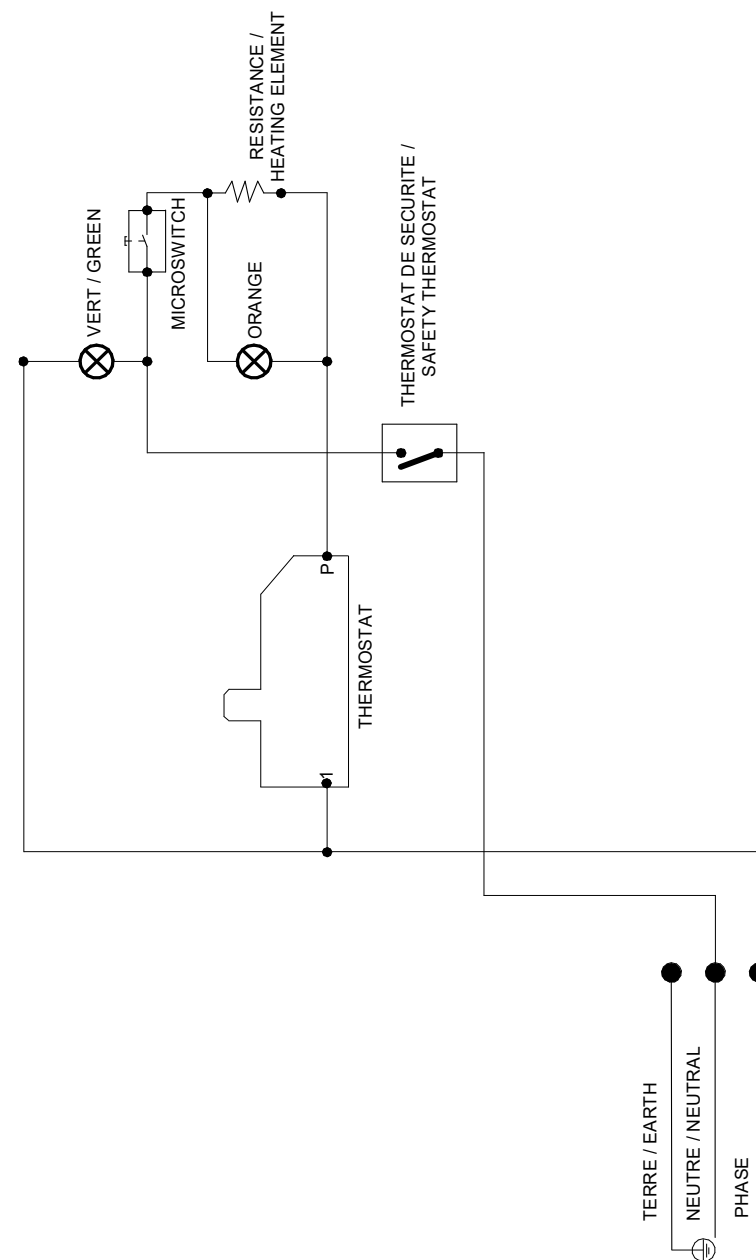 RESISTANCE /
HEATING ELEMENT
VERT / GREEN
MICROSWITCH
ORANGE
THERMOSTAT DE SECURITE /
SAFETY THERMOSTAT
P
1
THERMOSTAT
TERRE / EARTH
NEUTRE / NEUTRAL
PHASE